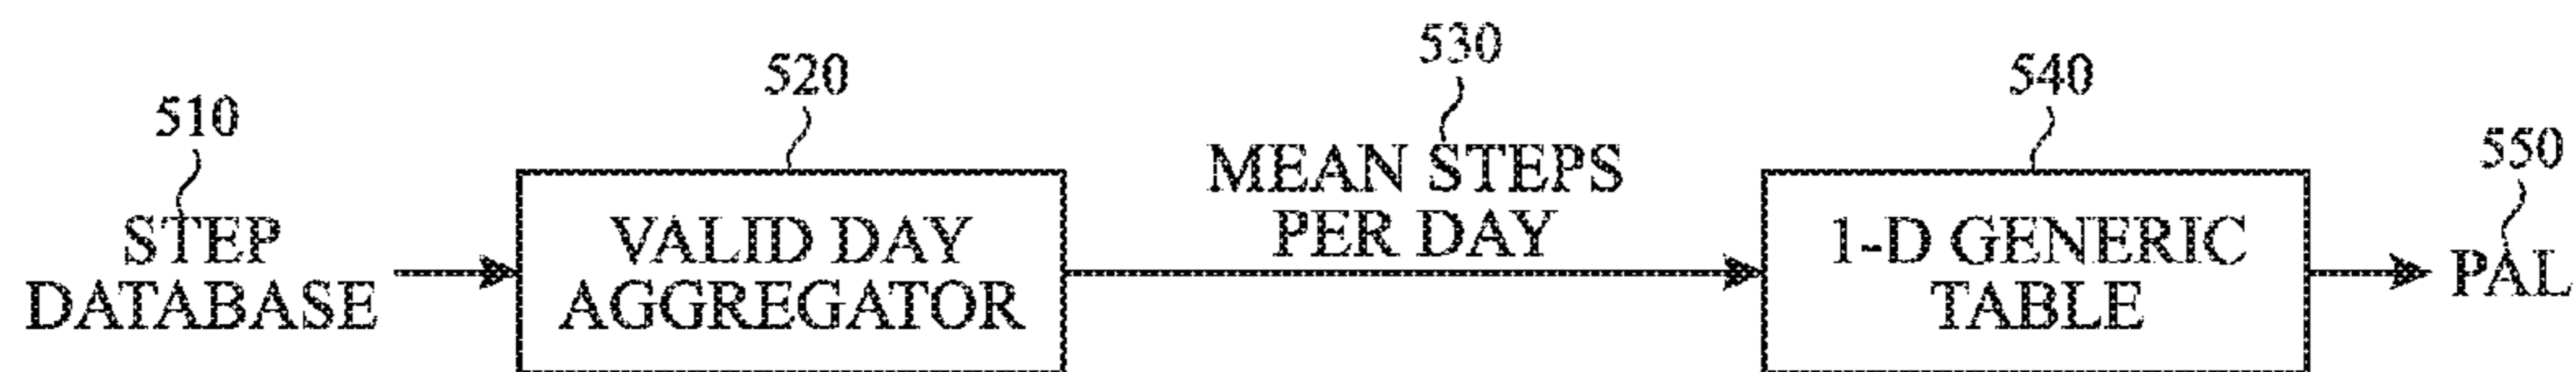 510
STEP
DATABASE
520
VALID DAY
AGGREGATOR
530
MEAN STEPS
PER DAY
540
1-D GENERIC
TABLE
550
PAL